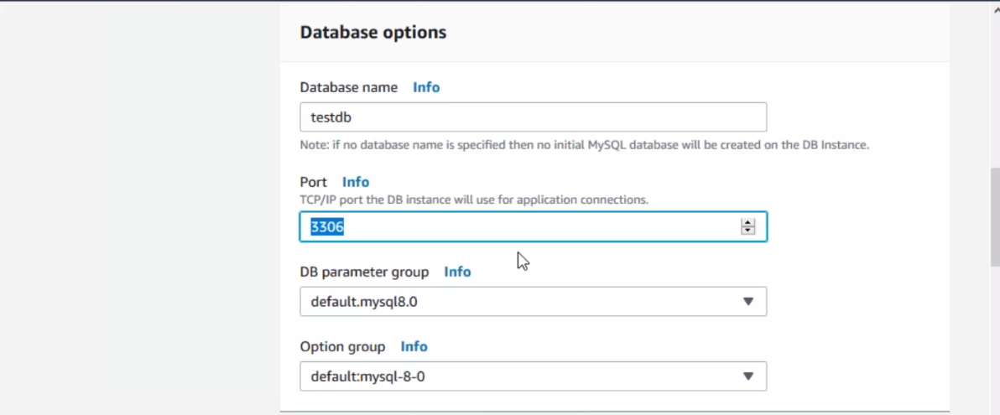 Database options
Database name Info
testdb
Note: if no database name is specified then no initial MySQL database will be created on the DB Instance.
Port Info
TCP/IP port the DB instance will use for application connections.
3306
DB parameter group Info
default.mysql8.0
Option group Info
default:mysql-8-0